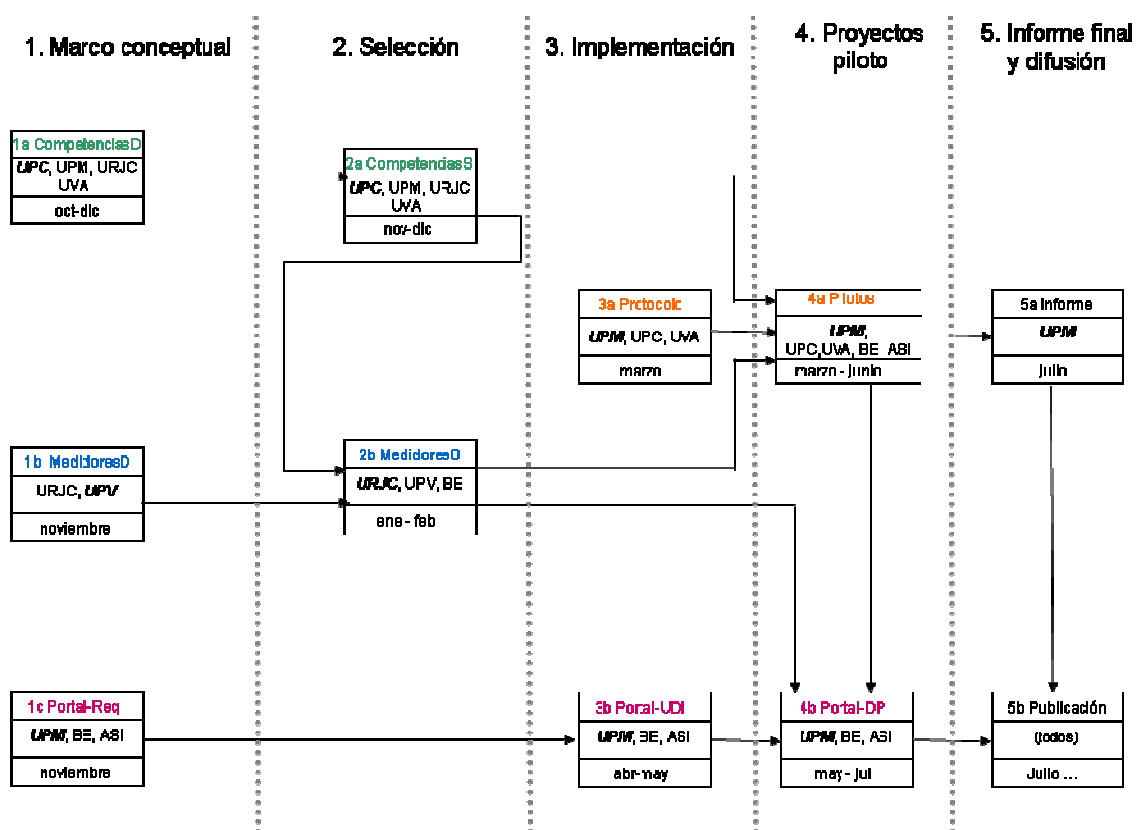 1. Marco conceptual
2. Selección
3. Implementación
4. Proyectos
piloto
5. Informe final
y difusión
1a CompetenciasD
UPC, UPM, URJC
UVA
oct-dic
2a CompetenciasS
UPC, UPM, URJC
UVA
nov-dic
3a Protocolo
UPM, UPC, UVA
marzo
4a Pilotos
UPM,
UPC,UVA, BE, ASI
marzo - junio
5a Informe
UPM
julio
1b MedidoresD
URJC, UPV
noviembre
2b MedidoresO
URJC, UPV, BE
ene - feb
1c Portal-Req
UPM, BE, ASI
noviembre
3b Portal-UDI
UPM, BE, ASI
abr-may
4b Portal-DP
UPM, BE, ASI
may - jul
5b Publicación
(todos)
Julio ...